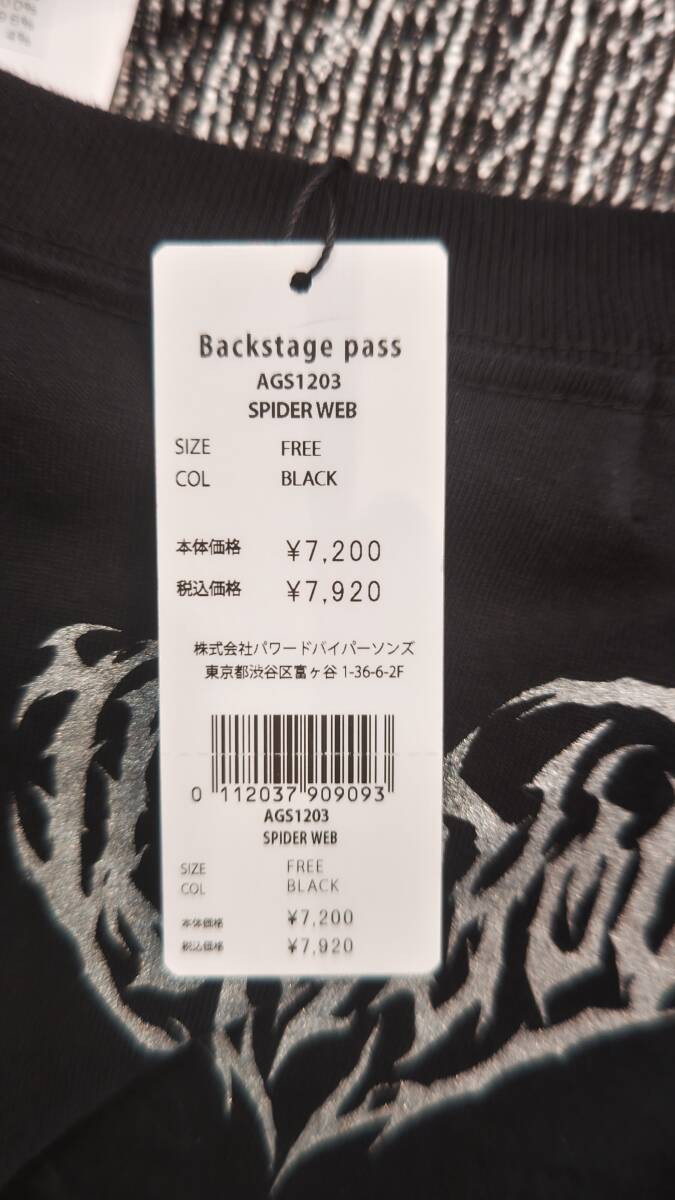 Backstage pass
AGS1203
SPIDER WEB
SIZE FREE
COL BLACK
本体価格 ¥7,200
税込価格 ¥7,920
株式会社パワードバイパーソンズ
東京都渋谷区富ヶ谷 1-36-6-2F
0 112037 909093
AGS1203
SPIDER WEB
SIZE FREE
COL BLACK
本体価格 ¥7,200
税込価格 ¥7,920